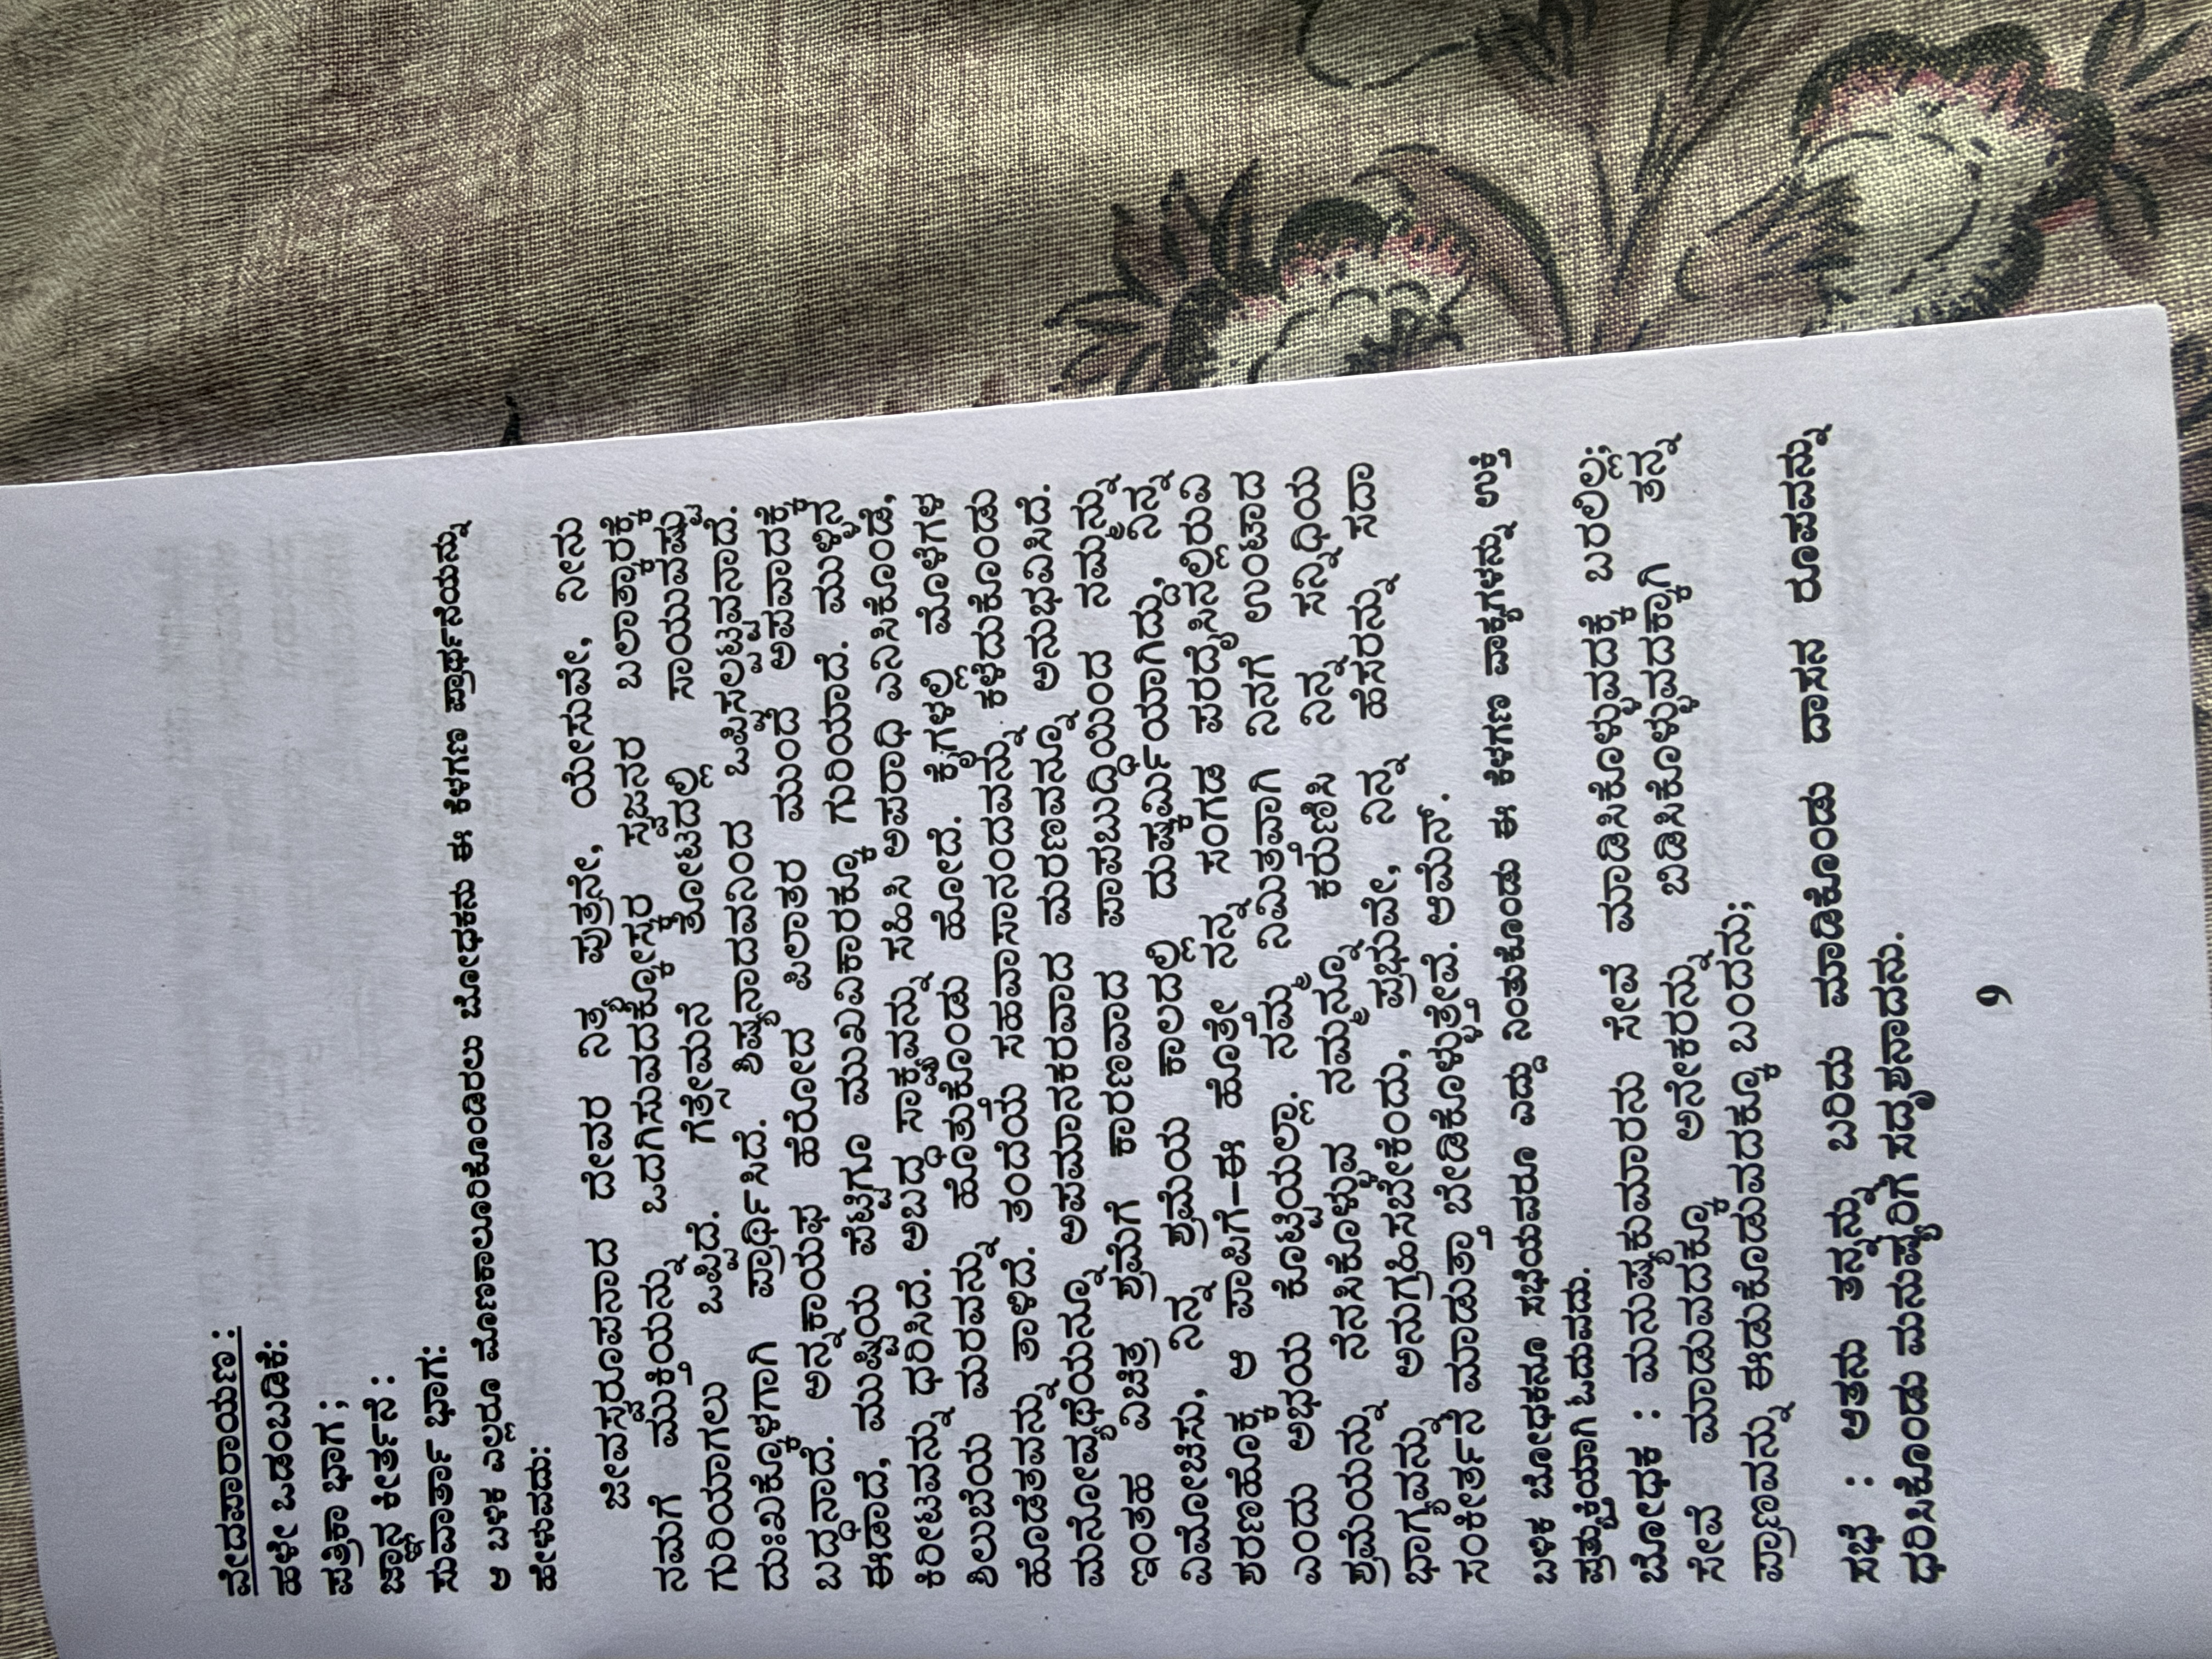 ವೇದಪಾರಾಯಣ :
ಹಳೇ ಒಡಂಬಡಿಕೆ:
ಪತ್ರಿಕಾ ಭಾಗ ;
ಜ್ಞಾನ ಕೀರ್ತನೆ :
ಸುವಾರ್ತಾ ಭಾಗ:
ಆ ಬಳಿಕ ಎಲ್ಲರೂ ಮೊಣಕಾಲೂರಿಕೊಂಡಿರಲು ಬೋಧಕನು ಈ ಕೆಳಗಣ ಪ್ರಾರ್ಥನೆಯನ್ನು
ಹೇಳುವದು:
ಜೀವಸ್ವರೂಪನಾದ ದೇವರ ನಿತ್ಯ ಪುತ್ರನೇ, ಯೇಸುವೇ, ನೀನು
ನಮಗೆ ಮುಕ್ತಿಯನ್ನು ಒದಗಿಸುವದಕ್ಕೋಸ್ಕರ ಸ್ವಜನರ ಬಲಾತ್ಕಾರಕ್ಕೆ
ಗುರಿಯಾಗಲು ಒಪ್ಪಿದೆ. ಗೆತ್ಸೇಮನೆ ತೋಟದಲ್ಲಿ ಸಾಯುವಷ್ಟು
ದುಃಖಕ್ಕೊಳಗಾಗಿ ಪ್ರಾರ್ಥಿಸಿದೆ. ಶಿಷ್ಯನಾದವನಿಂದ ಒಪ್ಪಿಸಲ್ಪಟ್ಟವನಾದೆ.
ಬದ್ಧನಾದೆ. ಅನ್ನಕಾಯಫ ಹೆರೋದ ಪಿಲಾತರ ಮುಂದೆ ಅಪವಾದಕ್ಕೆ
ಈಡಾದೆ, ಮುಷ್ಟಿಯ ಪೆಟ್ಟಿಗೂ ಮುಖವಿಕಾರಕ್ಕೂ ಗುರಿಯಾದೆ. ಮುಳ್ಳಿನ
ಕಿರೀಟವನ್ನು ಧರಿಸಿದೆ. ಅಬದ್ಧ ಸಾಕ್ಷ್ಯವನ್ನು ಸಹಿಸಿ ಅಪರಾಧಿ ಎನಿಸಿಕೊಂಡೆ,
ಶಿಲುಬೆಯ ಮರವನ್ನು ಹೊತ್ತುಕೊಂಡು ಹೋದೆ. ಕೈಗಳಲ್ಲಿ ಮೊಳೆಗಳ
ಹೊಡೆತವನ್ನು ತಾಳಿದೆ. ತಂದೆಯ ಸಹವಾಸಾನಂದವನ್ನು ಕಳೆದುಕೊಂಡು
ಮನೋವ್ಯಥೆಯನ್ನೂ ಅಪಮಾನಕರವಾದ ಮರಣವನ್ನೂ ಅನುಭವಿಸಿದೆ.
ಇಂತಹ ವಿಚಿತ್ರ ಶ್ರಮೆಗೆ ಕಾರಣವಾದ ಪಾಪಬುದ್ಧಿಯಿಂದ ನಮ್ಮನ್ನು
ವಿಮೋಚಿಸು, ನಿನ್ನ ಶ್ರಮೆಯ ಕಾಲದಲ್ಲಿ ದುಷ್ಕರ್ಮಿಯಾಗಿದ್ದು, ನಿನ್ನ
ಶರಣಹೊಕ್ಕ ಆ ಪಾಪಿಗೆ-ಈ ಹೊತ್ತೇ ನನ್ನ ಸಂಗಡ ಪರದೈಸಿನಲ್ಲಿರುವಿ
ಎಂದು ಅಭಯ ಕೊಟ್ಟಿಯಲ್ಲಾ. ನಮ್ಮ ನಿಮಿತ್ತವಾಗಿ ನಿನಗೆ ಉಂಟಾದ
ಶ್ರಮೆಯನ್ನು ನೆನಸಿಕೊಳ್ಳುವ ನಮ್ಮನ್ನೂ ಕರುಣಿಸಿ ನಿನ್ನ ಸನ್ನಿಧಿಯ
ಭಾಗ್ಯವನ್ನು ಅನುಗ್ರಹಿಸಬೇಕೆಂದು, ಪ್ರಭುವೇ, ನಿನ್ನ ಹೆಸರನ್ನು ಸದಾ
ಸಂಕೀರ್ತನೆ ಮಾಡುತ್ತಾ ಬೇಡಿಕೊಳ್ಳುತ್ತೇವೆ. ಆಮೆನ್.
ಬಳಿಕ ಬೋಧಕನೂ ಸಭೆಯವರೂ ಎದ್ದು ನಿಂತುಕೊಂಡು ಈ ಕೆಳಗಣ ವಾಕ್ಯಗಳನ್ನು ಉಕ್ತಿ
ಪ್ರತ್ಯುಕ್ತಿಯಾಗಿ ಓದುವದು.
ಬೋಧಕ : ಮನುಷ್ಯಕುಮಾರನು ಸೇವೆ ಮಾಡಿಸಿಕೊಳ್ಳುವದಕ್ಕೆ ಬರಲಿಲ್ಲ;
ಸೇವೆ ಮಾಡುವದಕ್ಕೂ ಅನೇಕರನ್ನು ಬಿಡಿಸಿಕೊಳ್ಳುವದಕ್ಕಾಗಿ ತನ್ನ
ಪ್ರಾಣವನ್ನು ಈಡುಕೊಡುವದಕ್ಕೂ ಬಂದನು;
ಸಭೆ : ಆತನು ತನ್ನನ್ನು ಬರಿದು ಮಾಡಿಕೊಂಡು ದಾಸನ ರೂಪವನ್ನು
ಧರಿಸಿಕೊಂಡು ಮನುಷ್ಯರಿಗೆ ಸದೃಶನಾದನು.
9